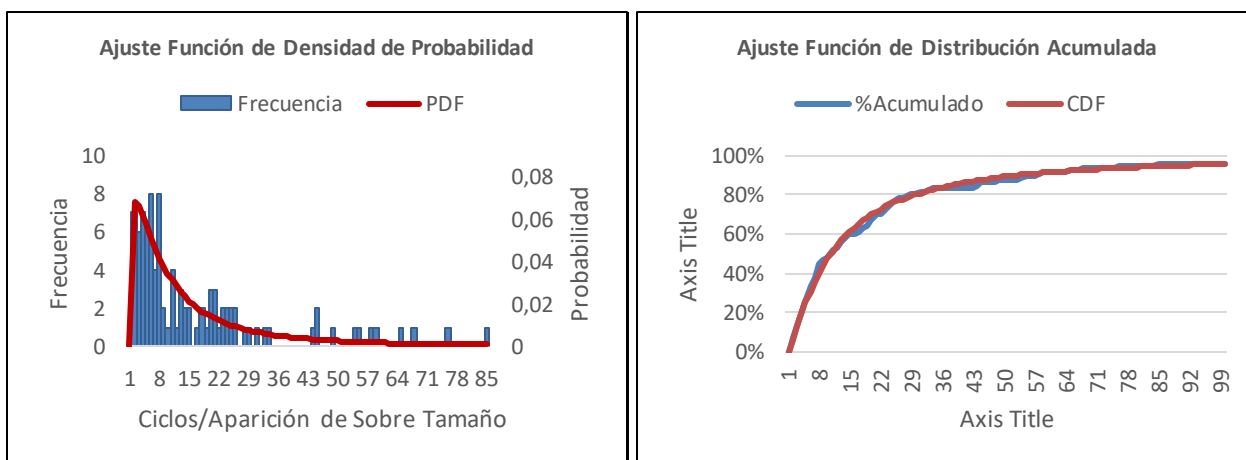 Ajuste Función de Densidad de Probabilidad
Frecuencia PDF
10
8
6
4
2
0
Frecuencia
0,08
0,06
0,04
0,02
0
Probabilidad
1 8 15 22 29 36 43 50 57 64 71 78 85
Ciclos/Aparición de Sobre Tamaño
Ajuste Función de Distribución Acumulada
%Acumulado CDF
100%
80%
60%
40%
20%
0%
Axis Title
1 8 15 22 29 36 43 50 57 64 71 78 85 92 99
Axis Title